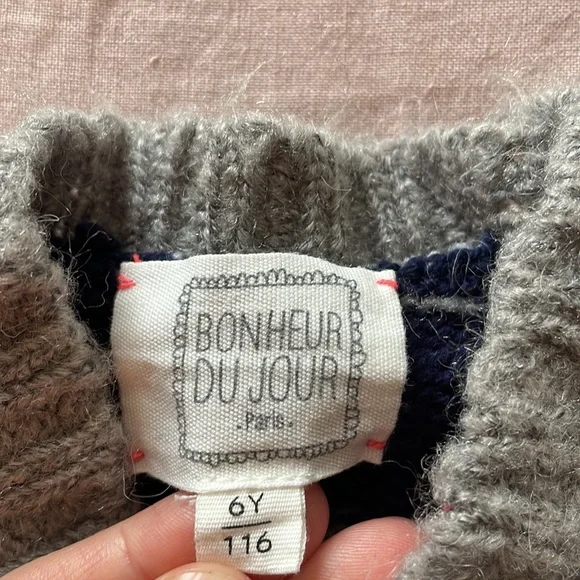 BONHEUR
DU JOUR
.Paris.
6Y
116